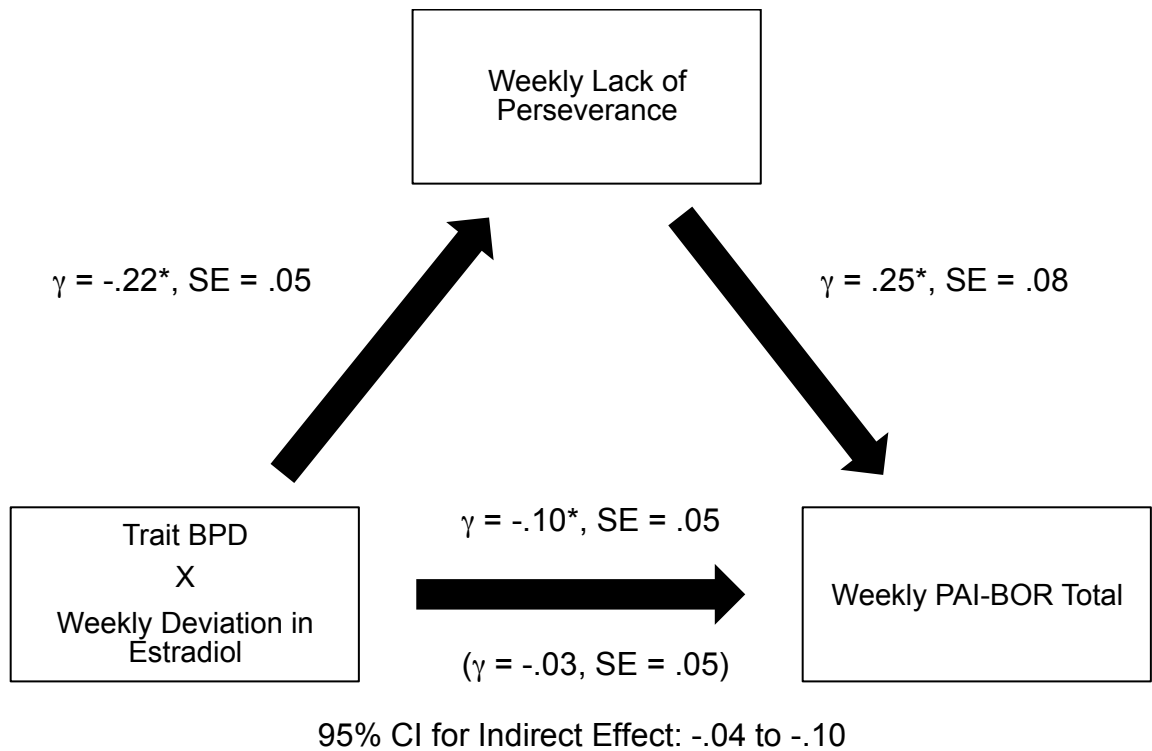 Weekly Lack of
Perseverance
γ = -.22*, SE = .05
γ = .25*, SE = .08
Trait BPD
X
Weekly Deviation in
Estradiol
γ = -.10*, SE = .05
(γ = -.03, SE = .05)
Weekly PAI-BOR Total
95% CI for Indirect Effect: -.04 to -.10